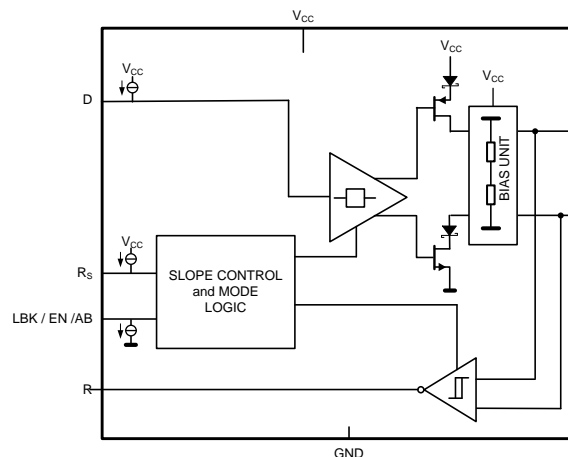 VCC
VCC
VCC
D
VCC
BIAS UNIT
VCC
RS
SLOPE CONTROL
and MODE
LOGIC
LBK / EN /AB
R
GND